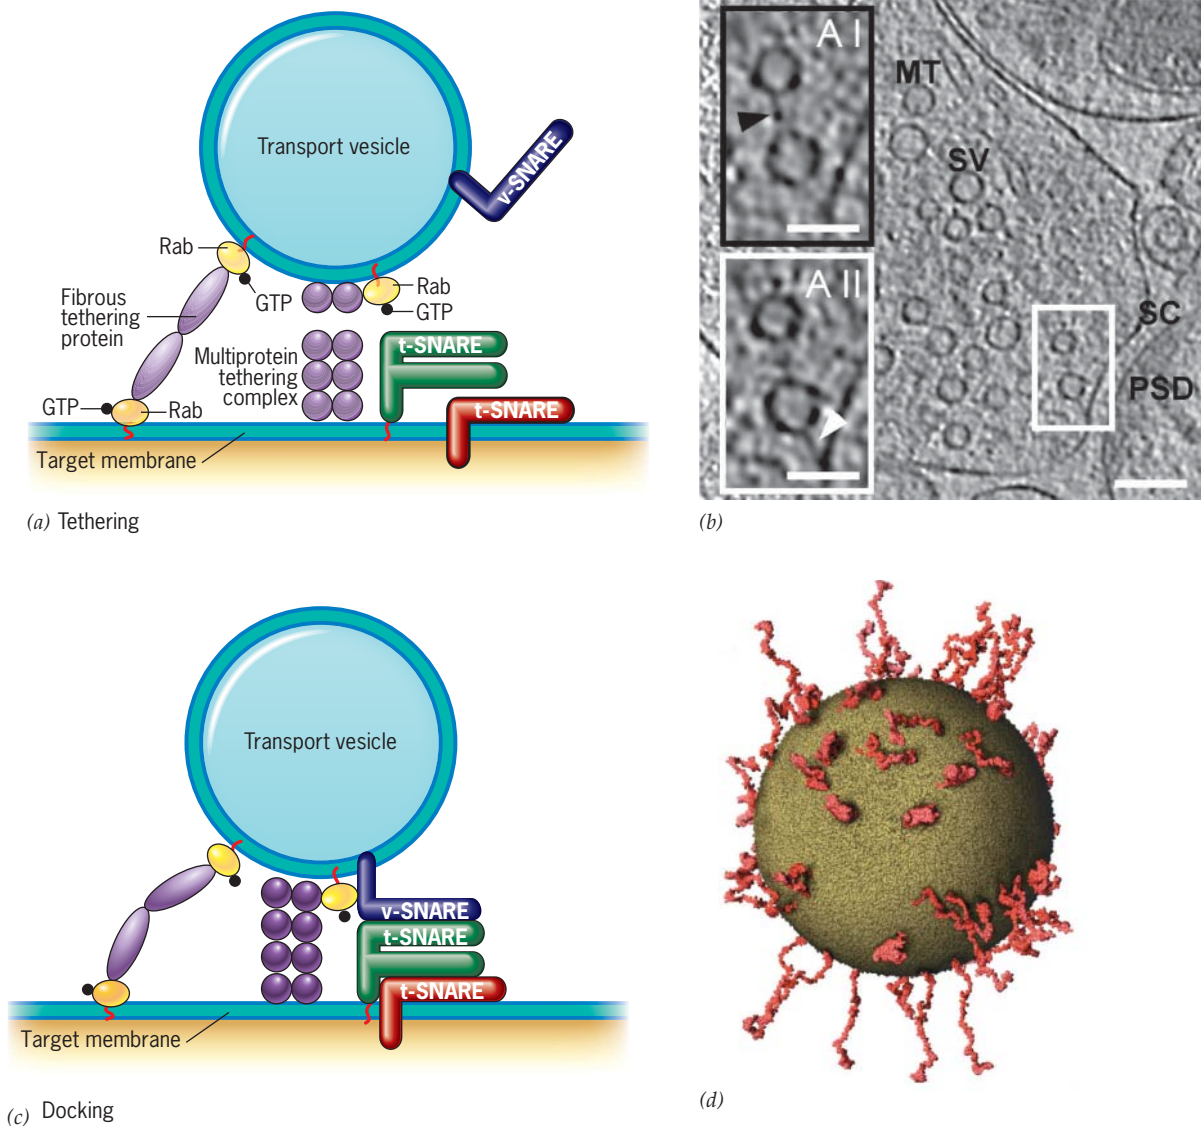 Transport vesicle
v-SNARE
Rab
GTP
Fibrous
tethering
protein
Rab
GTP
Multiprotein
tethering
complex
t-SNARE
GTP
Rab
t-SNARE
Target membrane
(a) Tethering
A I
MT
SV
A II
SC
PSD
(b)
Transport vesicle
v-SNARE
t-SNARE
t-SNARE
Target membrane
(c) Docking
(d)